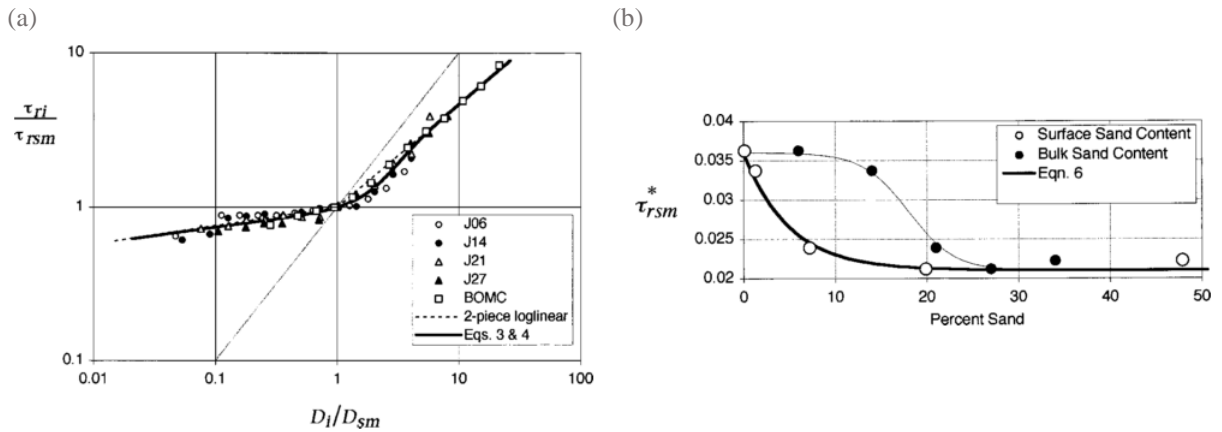 (a)
τri
τrsm
10
1
0.1
0.01
0.1
1
10
100
J06
J14
J21
J27
BOMC
2-piece loglinear
Eqs. 3 & 4
Di/Dsm
(b)
τ*rsm
0.04
0.035
0.03
0.025
0.02
0
10
20
30
40
50
Surface Sand Content
Bulk Sand Content
Eqn. 6
Percent Sand